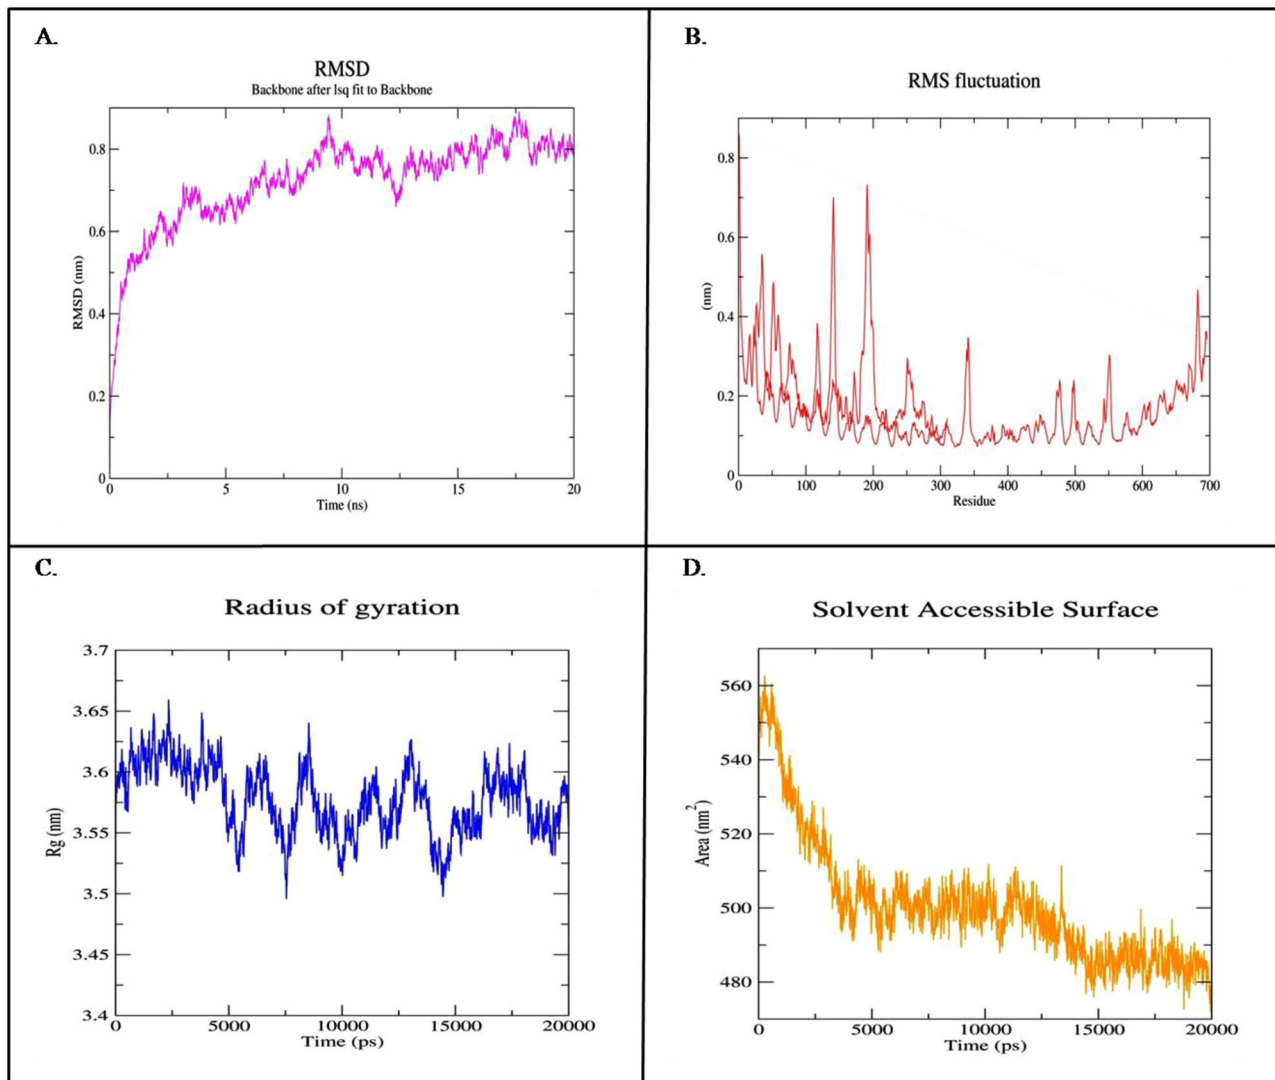 A.
RMSD
Backbone after lsq fit to Backbone
RMSD (nm)
0.8
0.6
0.4
0.2
0
0 5 10 15 20
Time (ns)
B.
RMS fluctuation
(nm)
0.8
0.6
0.4
0.2
0
0 100 200 300 400 500 600 700
Residue
C.
Radius of gyration
Rg (nm)
3.7
3.65
3.6
3.55
3.5
3.45
3.4
0 5000 10000 15000 20000
Time (ps)
D.
Solvent Accessible Surface
Area (nm²)
560
540
520
500
480
0 5000 10000 15000 20000
Time (ps)